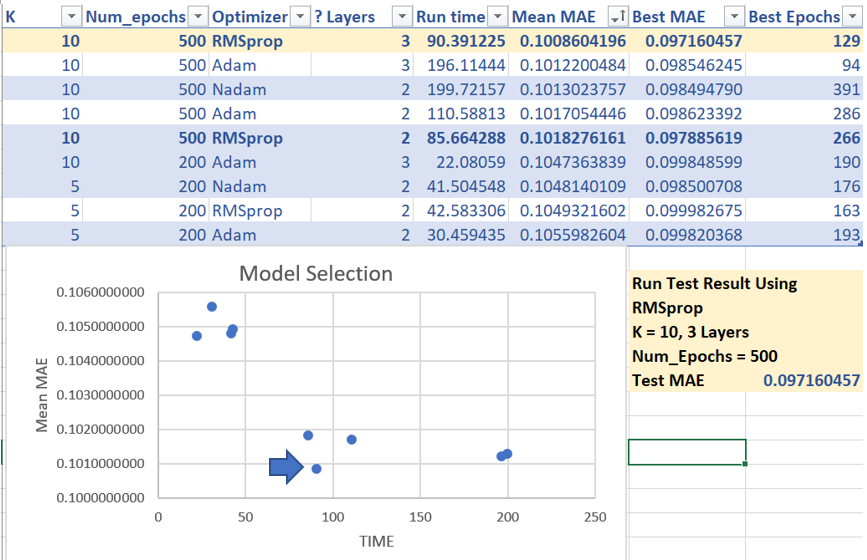 K Num_epochs Optimizer ? Layers Run time Mean MAE Best MAE Best Epochs
10 500 RMSprop 3 90.391225 0.1008604196 0.097160457 129
10 500 Adam 3 196.11444 0.1012200484 0.098546245 94
10 500 Nadam 2 199.72157 0.1013023757 0.098494790 391
10 500 Adam 2 110.58813 0.1017054446 0.098623392 286
10 500 RMSprop 2 85.664288 0.1018276161 0.097885619 266
10 200 Adam 3 22.08059 0.1047363839 0.099848599 190
5 200 Nadam 2 41.504548 0.1048140109 0.098500708 176
5 200 RMSprop 2 42.583306 0.1049321602 0.099982675 163
5 200 Adam 2 30.459435 0.1055982604 0.099820368 193
Model Selection
0.1060000000
0.1050000000
0.1040000000
0.1030000000
0.1020000000
0.1010000000
0.1000000000
Mean MAE
0 50 100 150 200 250
TIME
Run Test Result Using
RMSprop
K = 10, 3 Layers
Num_Epochs = 500
Test MAE 0.097160457